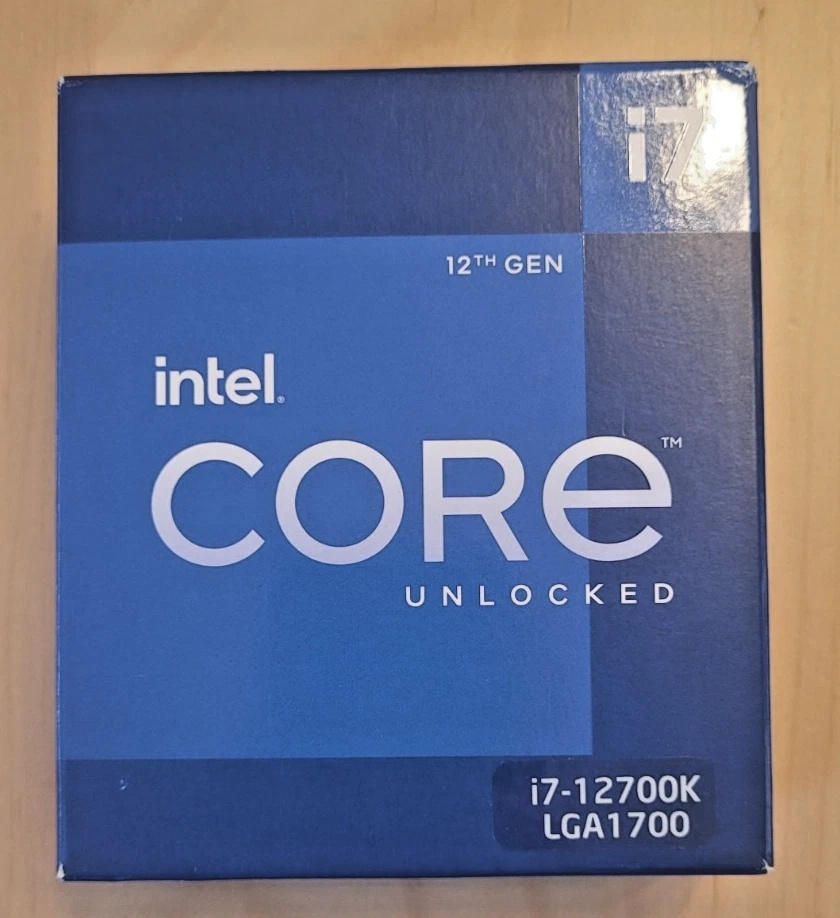 i7
12TH GEN
intel®
CORe™
UNLOCKED
i7-12700K
LGA1700